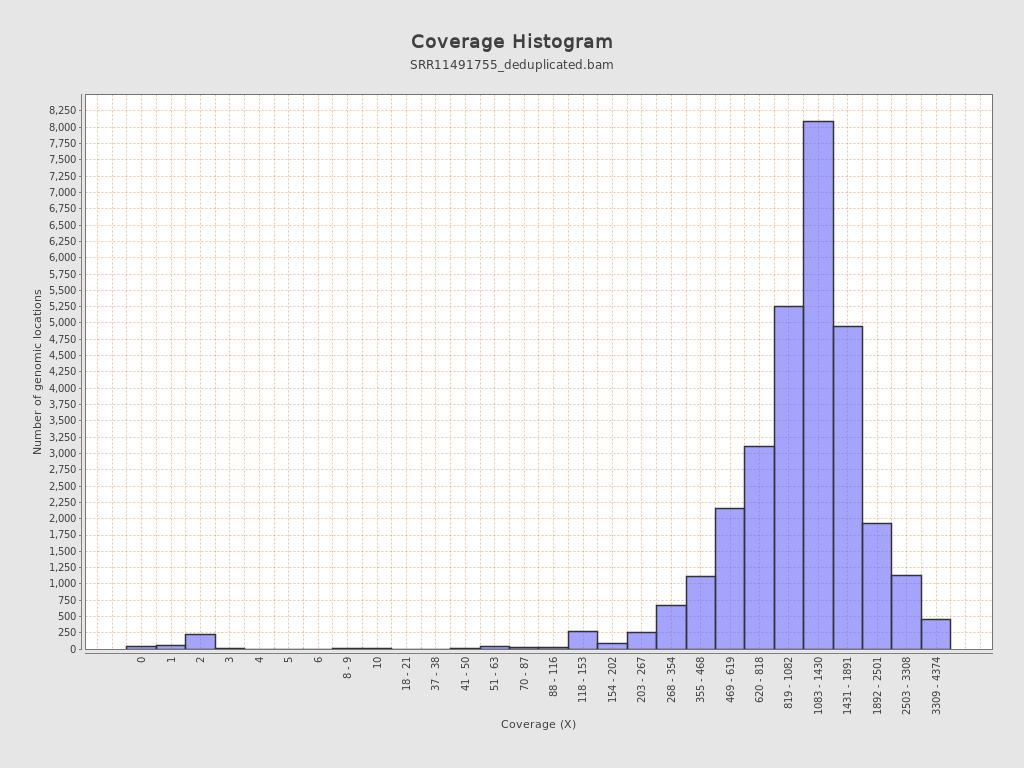 Coverage Histogram
SRR11491755_deduplicated.bam
8,250
8,000
7,750
7,500
7,250
7,000
6,750
6,500
6,250
6,000
5,750
5,500
5,250
5,000
4,750
4,500
4,250
4,000
3,750
3,500
3,250
3,000
2,750
2,500
2,250
2,000
1,750
1,500
1,250
1,000
750
500
250
0
Number of genomic locations
0
1
2
3
4
5
6
8 - 9
10
18 - 21
37 - 38
41 - 50
51 - 63
70 - 87
88 - 116
118 - 153
154 - 202
203 - 267
268 - 354
355 - 468
469 - 619
620 - 818
819 - 1082
1083 - 1430
1431 - 1891
1892 - 2501
2503 - 3308
3309 - 4374
Coverage (X)